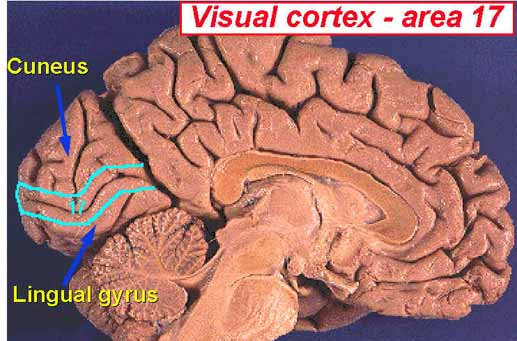 Visual cortex - area 17
Cuneus
17
Lingual gyrus